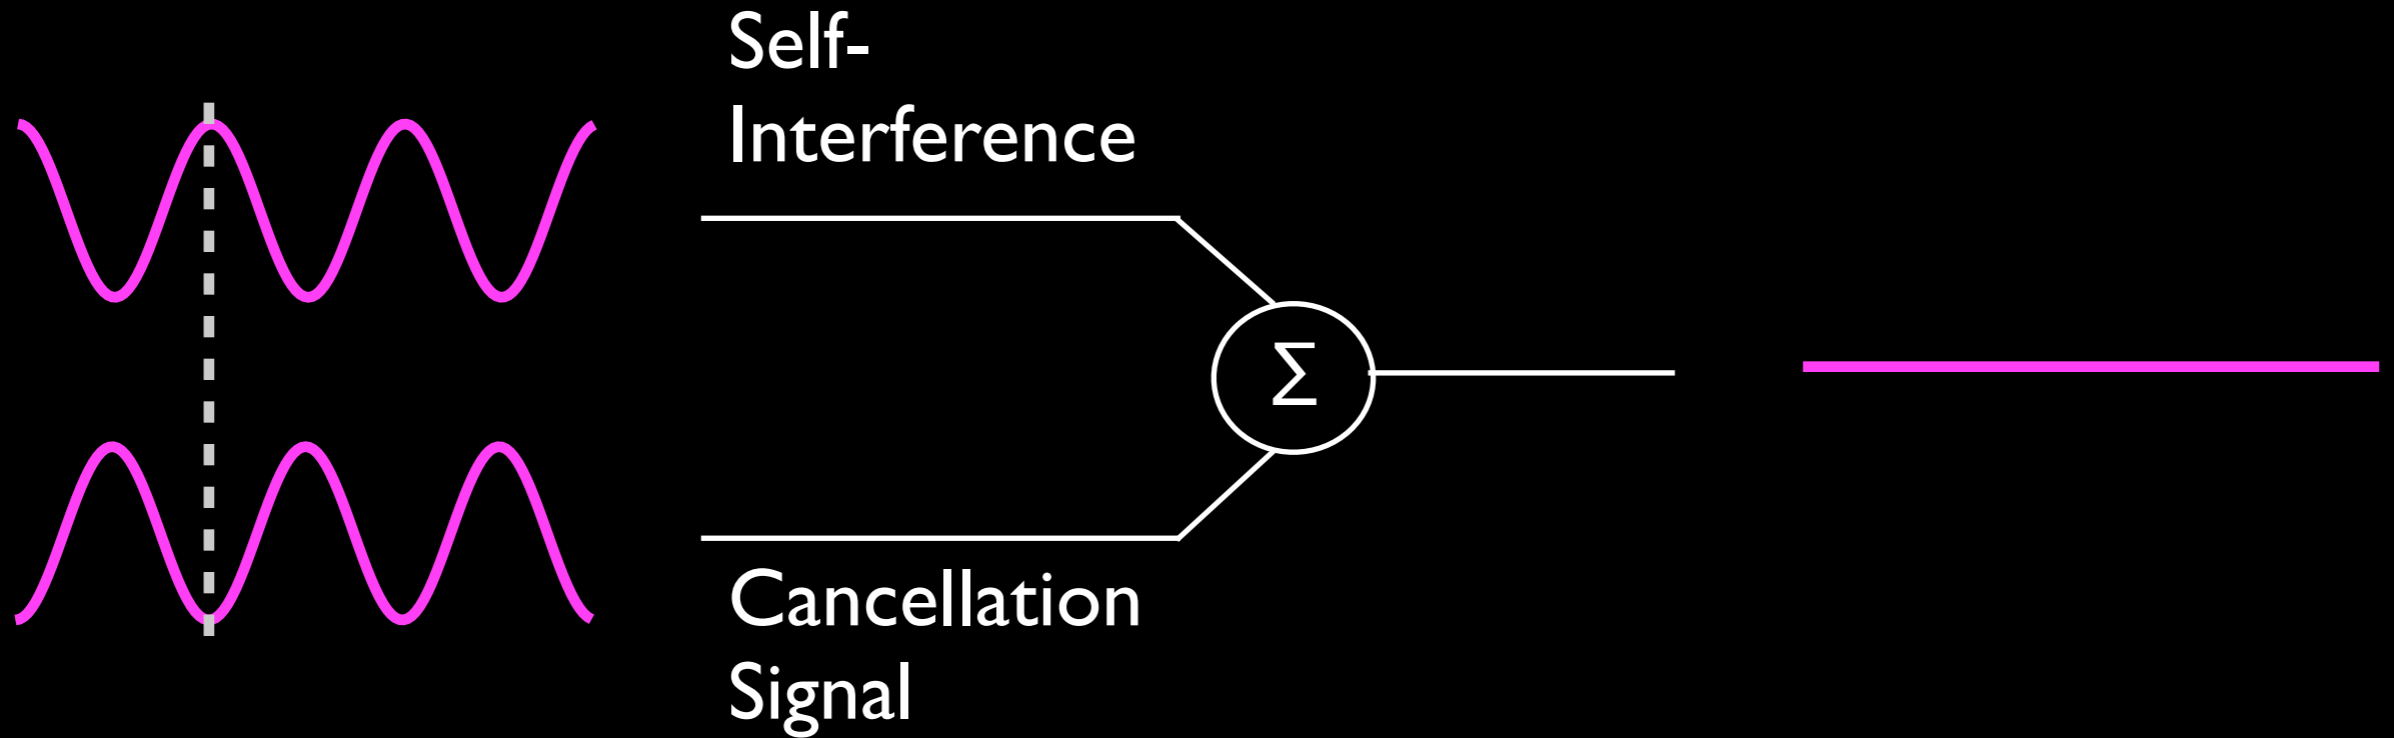 Self-
Interference
Σ
Cancellation
Signal